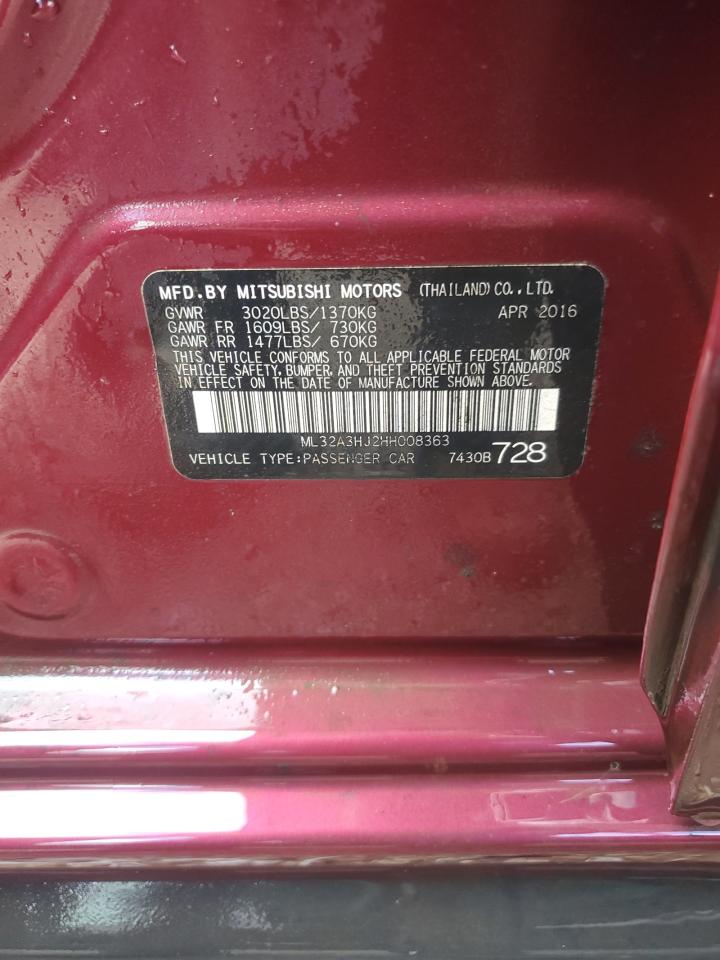 MFD.BY MITSUBISHI MOTORS (THAILAND) CO.,LTD.
GVWR 3020LBS/1370KG APR 2016
GAWR FR 1609LBS/ 730KG
GAWR RR 1477LBS/ 670KG
THIS VEHICLE CONFORMS TO ALL APPLICABLE FEDERAL MOTOR
VEHICLE SAFETY, BUMPER, AND THEFT PREVENTION STANDARDS
IN EFFECT ON THE DATE OF MANUFACTURE SHOWN ABOVE.
ML32A3HJ2HH008363
VEHICLE TYPE:PASSENGER CAR 7430B 728